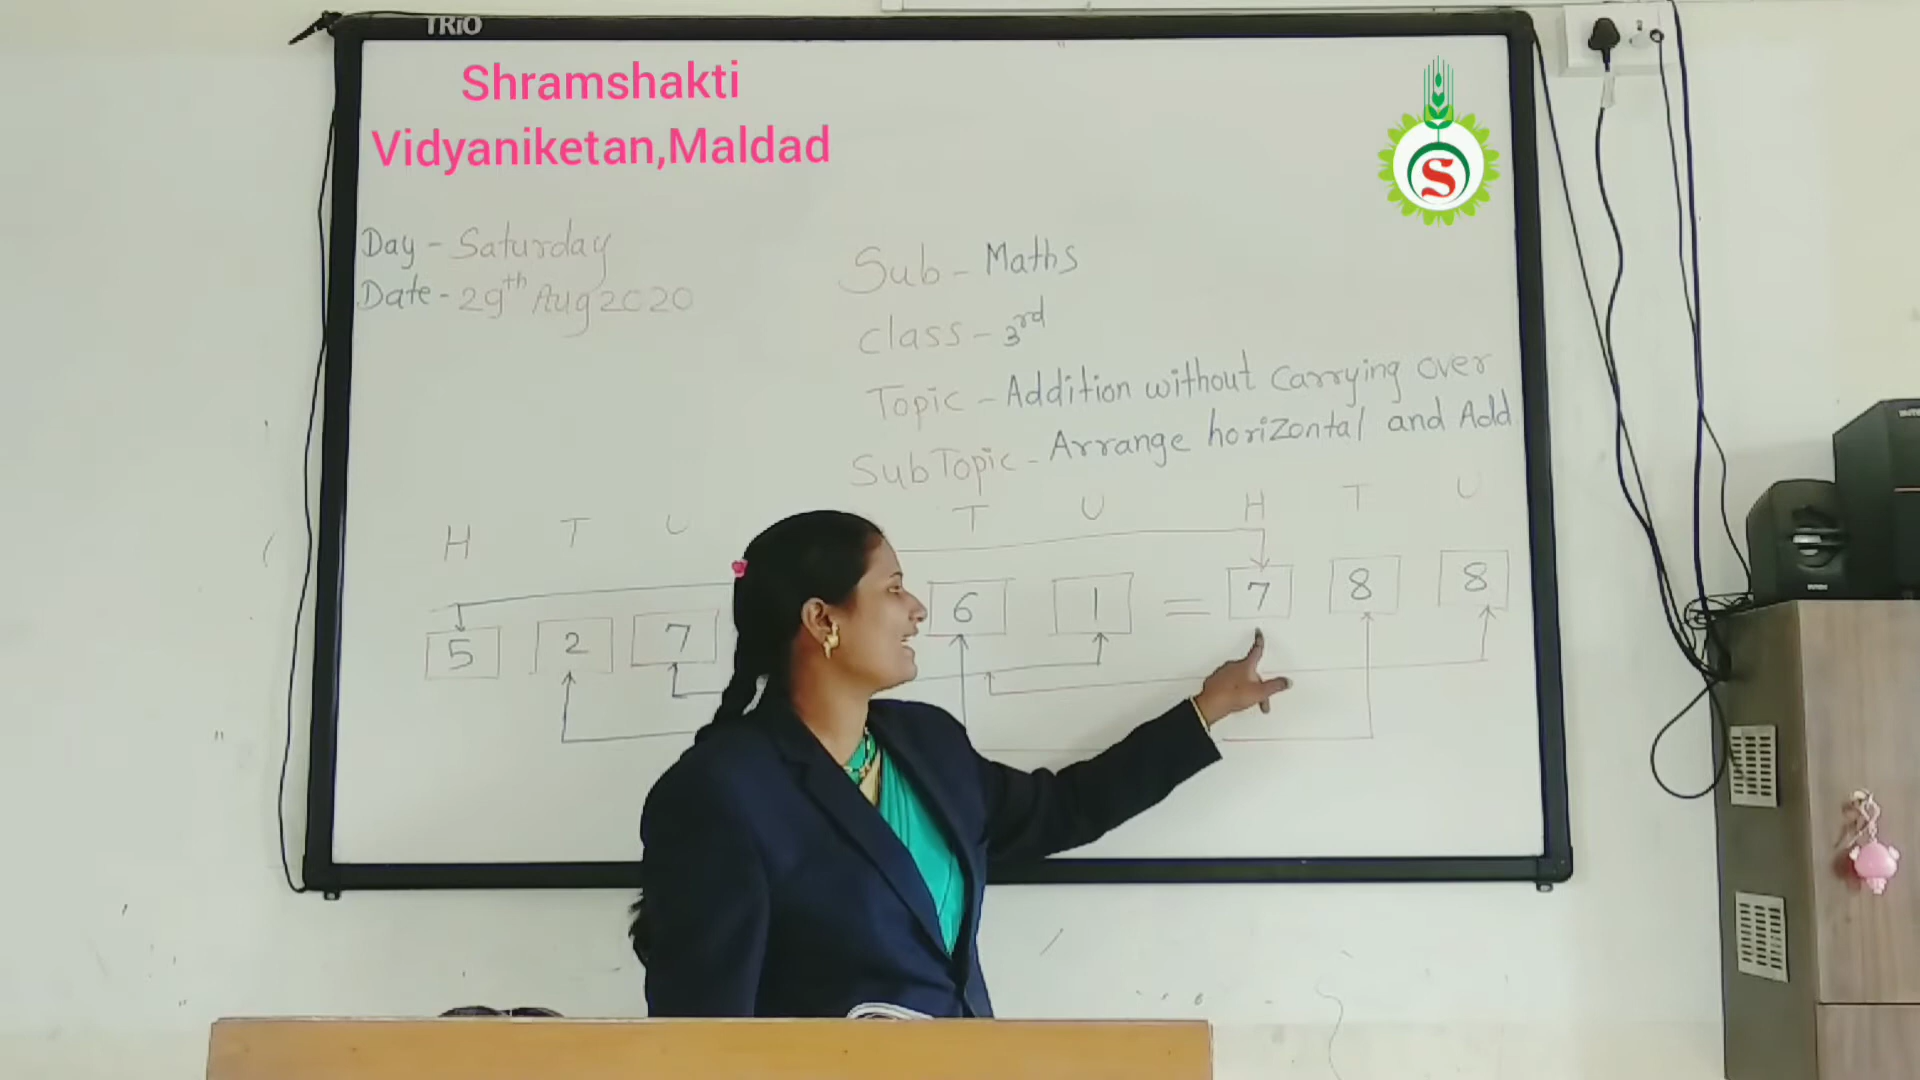 TRiO
Shramshakti
Vidyaniketan,Maldad
S
Day - Saturday
Date - 29th Aug 2020
Sub - Maths
Class - 3rd
Topic - Addition without Carrying over
SubTopic - Arrange horizontal and Add
H T U T U H T U
5 2 7 6 1 = 7 8 8